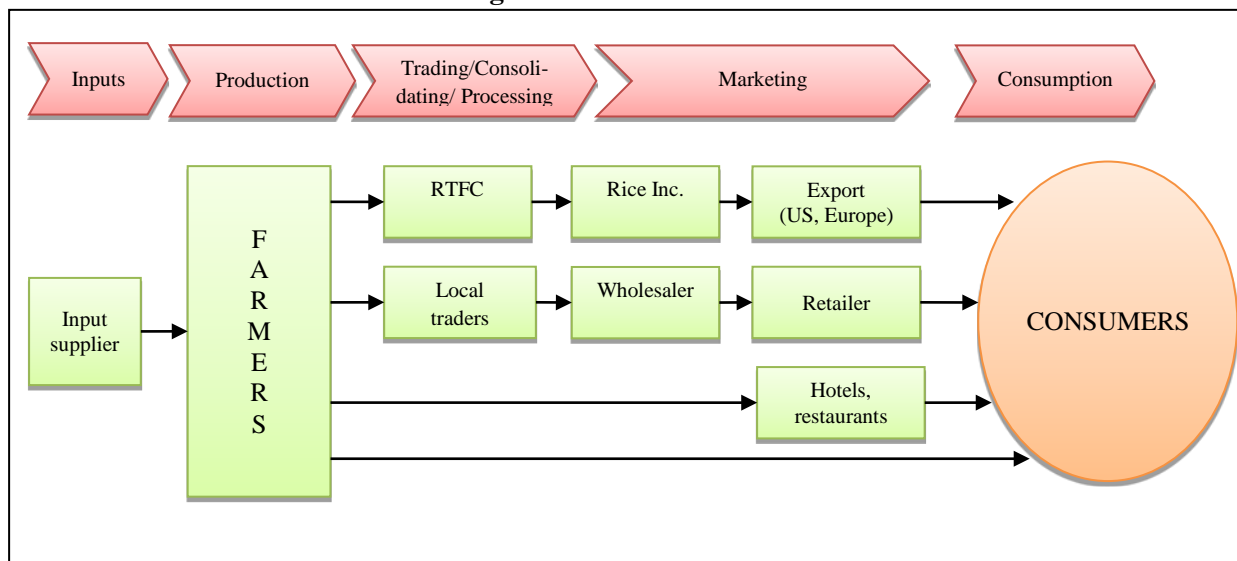 g
Inputs
Production
Trading/Consoli-
dating/ Processing
Marketing
Consumption
RTFC
Rice Inc.
Export
(US, Europe)
F
A
R
M
E
R
S
Local
traders
Wholesaler
Retailer
Input
supplier
CONSUMERS
Hotels,
restaurants